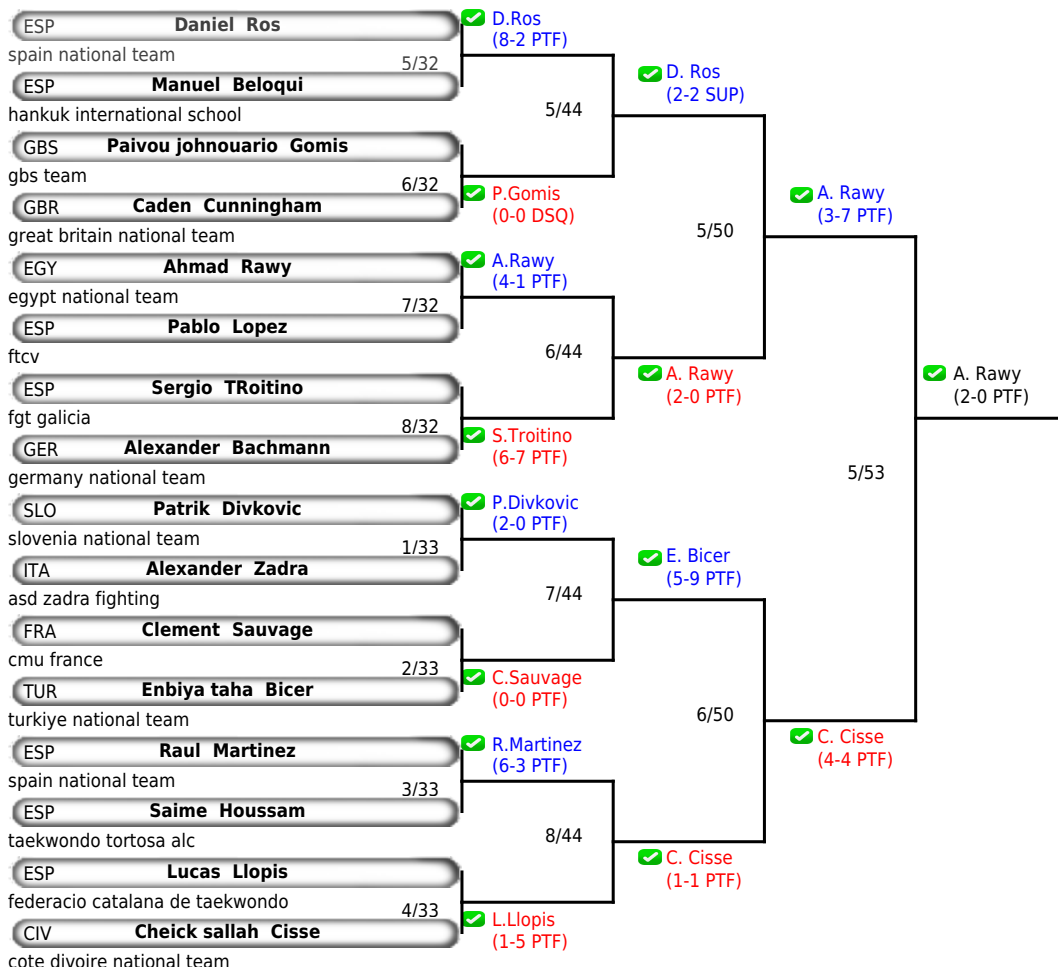 ESP Daniel Ros
spain national team
5/32
ESP Manuel Beloqui
hankuk international school
GBS Paivou johnouario Gomis
gbs team
6/32
GBR Caden Cunningham
great britain national team
EGY Ahmad Rawy
egypt national team
7/32
ESP Pablo Lopez
ftcv
ESP Sergio TRoitino
fgt galicia
8/32
GER Alexander Bachmann
germany national team
SLO Patrik Divkovic
slovenia national team
1/33
ITA Alexander Zadra
asd zadra fighting
FRA Clement Sauvage
cmu france
2/33
TUR Enbiya taha Bicer
turkiye national team
ESP Raul Martinez
spain national team
3/33
ESP Saime Houssam
taekwondo tortosa alc
ESP Lucas Llopis
federacio catalana de taekwondo
4/33
CIV Cheick sallah Cisse
cote divoire national team
D.Ros
(8-2 PTF)
5/44
P.Gomis
(0-0 DSQ)
A.Rawy
(4-1 PTF)
6/44
S.Troitino
(6-7 PTF)
P.Divkovic
(2-0 PTF)
7/44
C.Sauvage
(0-0 PTF)
R.Martinez
(6-3 PTF)
8/44
L.Llopis
(1-5 PTF)
D. Ros
(2-2 SUP)
5/50
A. Rawy
(2-0 PTF)
E. Bicer
(5-9 PTF)
6/50
C. Cisse
(1-1 PTF)
A. Rawy
(3-7 PTF)
5/53
C. Cisse
(4-4 PTF)
A. Rawy
(2-0 PTF)